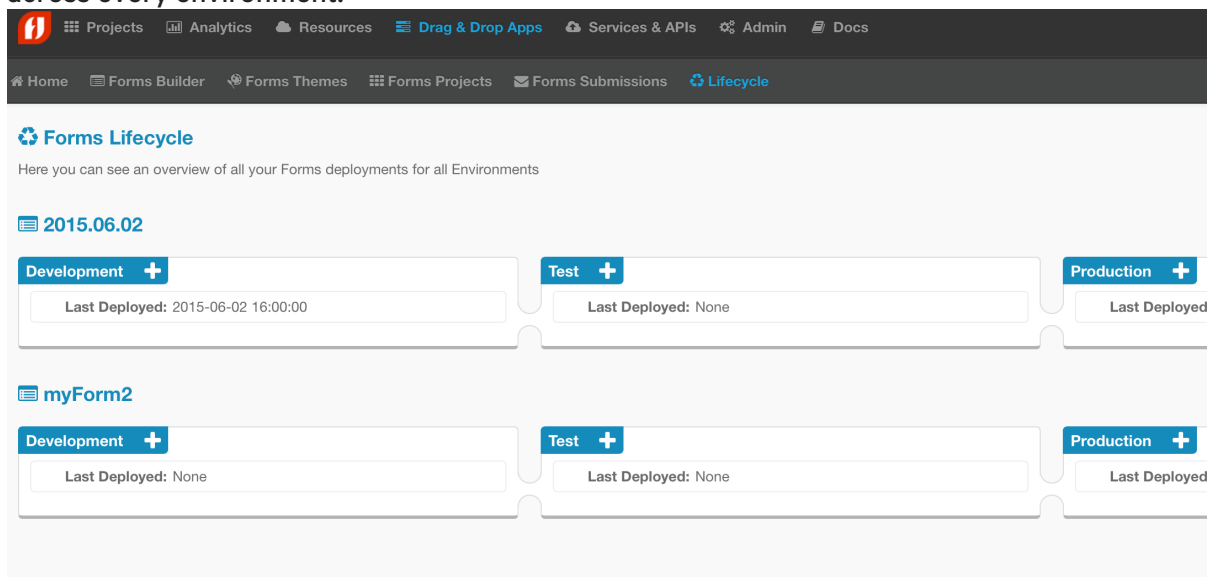 across every environment.
Projects Analytics Resources Drag & Drop Apps Services & APIs Admin Docs
Home Forms Builder Forms Themes Forms Projects Forms Submissions Lifecycle
Forms Lifecycle
Here you can see an overview of all your Forms deployments for all Environments
2015.06.02
Development Test Production
Last Deployed: 2015-06-02 16:00:00 Last Deployed: None Last Deployed
myForm2
Development Test Production
Last Deployed: None Last Deployed: None Last Deployed